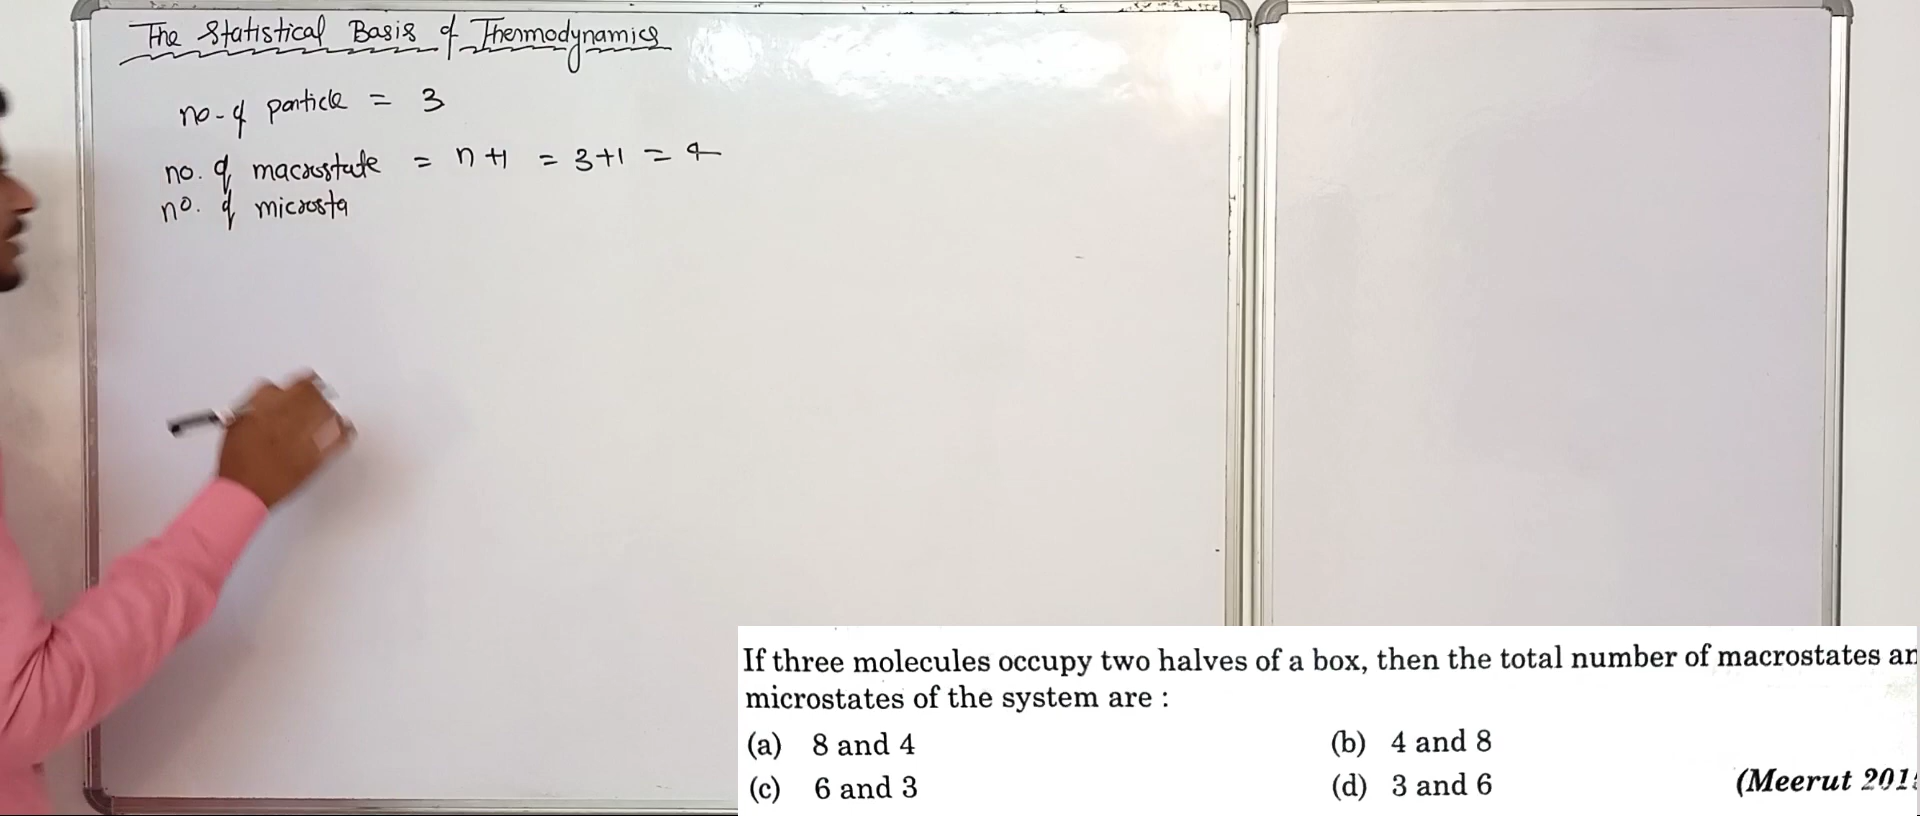 The Statistical Basis of Thermodynamics
no. of particle = 3
no. of macrostate = n+1 = 3+1 = 4
no. of microsta
If three molecules occupy two halves of a box, then the total number of macrostates an
microstates of the system are :
(a) 8 and 4 (b) 4 and 8
(c) 6 and 3 (d) 3 and 6
(Meerut 201